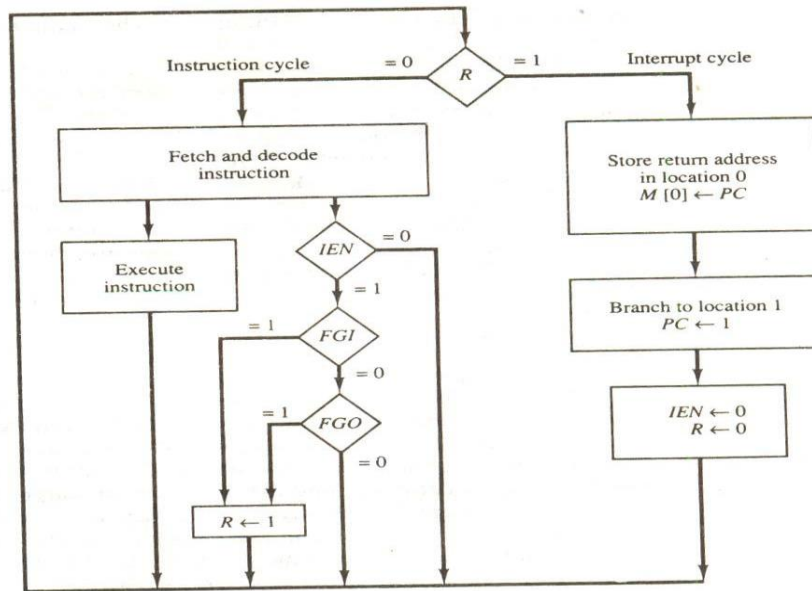 Instruction cycle
= 0
R
= 1
Interrupt cycle
Fetch and decode
instruction
Store return address
in location 0
M [0] ← PC
IEN
= 0
Execute
instruction
= 1
Branch to location 1
PC ← 1
= 1
FGI
= 0
= 1
FGO
IEN ← 0
R ← 0
= 0
R ← 1